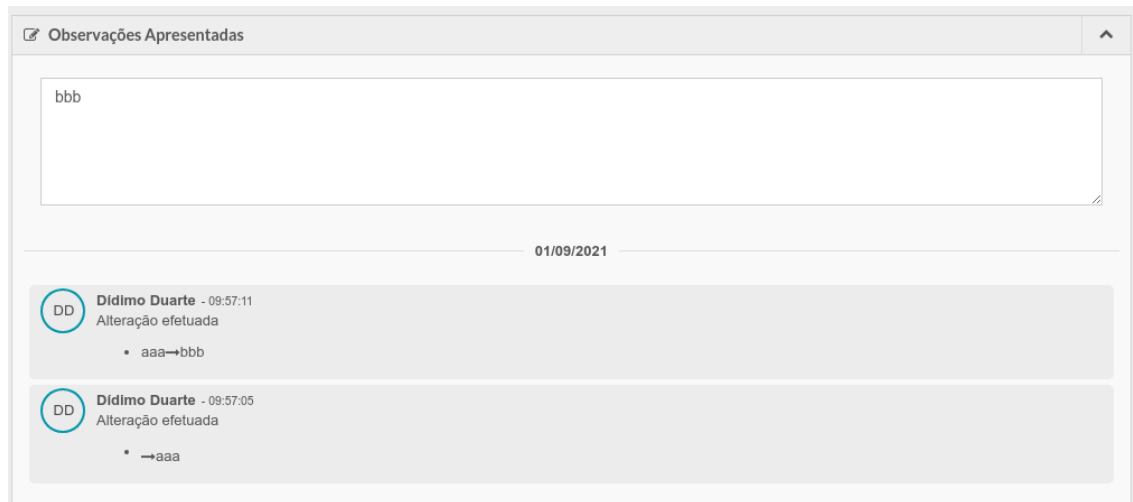 Observações Apresentadas
bbb
01/09/2021
DD
Dídimo Duarte - 09:57:11
Alteração efetuada
• aaa→bbb
DD
Dídimo Duarte - 09:57:05
Alteração efetuada
• →aaa